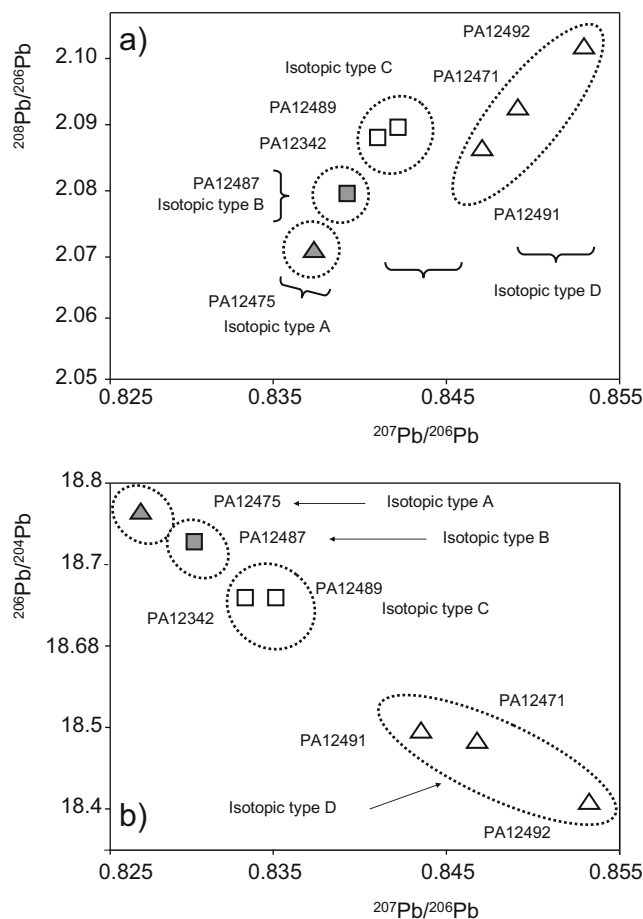 a)
PA12492
2.10
Isotopic type C
PA12471
208Pb/206Pb
PA12489
2.09
PA12342
PA12487
2.08
Isotopic type B
PA12491
2.07
Isotopic type D
PA12475
2.06
Isotopic type A
2.05
0.825
0.835
0.845
0.855
207Pb/206Pb
18.8
PA12475
Isotopic type A
PA12487
Isotopic type B
18.7
206Pb/204Pb
PA12489
PA12342
Isotopic type C
18.68
PA12471
18.5
PA12491
Isotopic type D
18.4
b)
PA12492
0.825
0.835
0.845
0.855
207Pb/206Pb